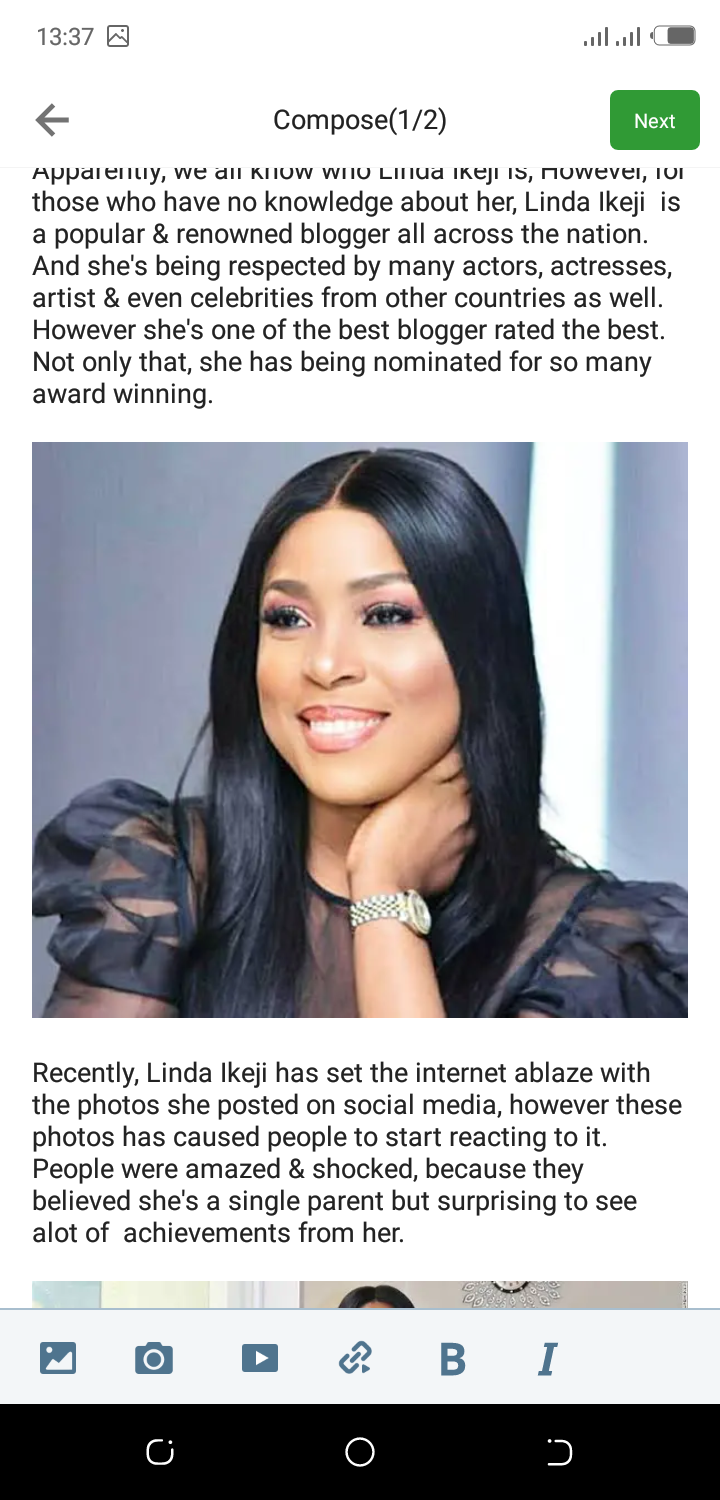 13:37
Compose(1/2)
Next
Apparently, we all know who Linda Ikeji is, However, for
those who have no knowledge about her, Linda Ikeji  is
a popular & renowned blogger all across the nation.
And she's being respected by many actors, actresses,
artist & even celebrities from other countries as well.
However she's one of the best blogger rated the best.
Not only that, she has being nominated for so many
award winning.
Recently, Linda Ikeji has set the internet ablaze with
the photos she posted on social media, however these
photos has caused people to start reacting to it.
People were amazed & shocked, because they
believed she's a single parent but surprising to see
alot of  achievements from her.
B
I